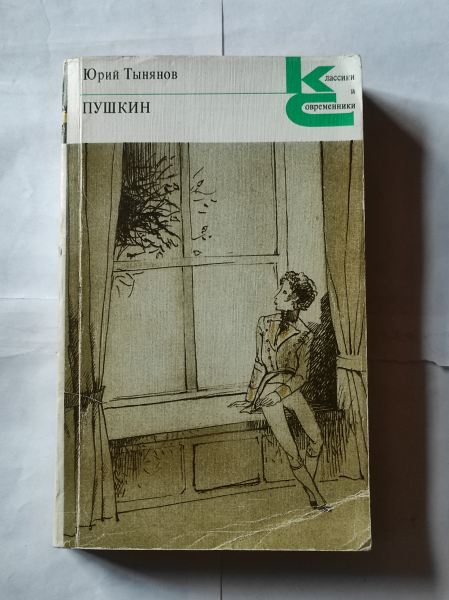 Юрий Тынянов
ПУШКИН
Классики
и
Современники